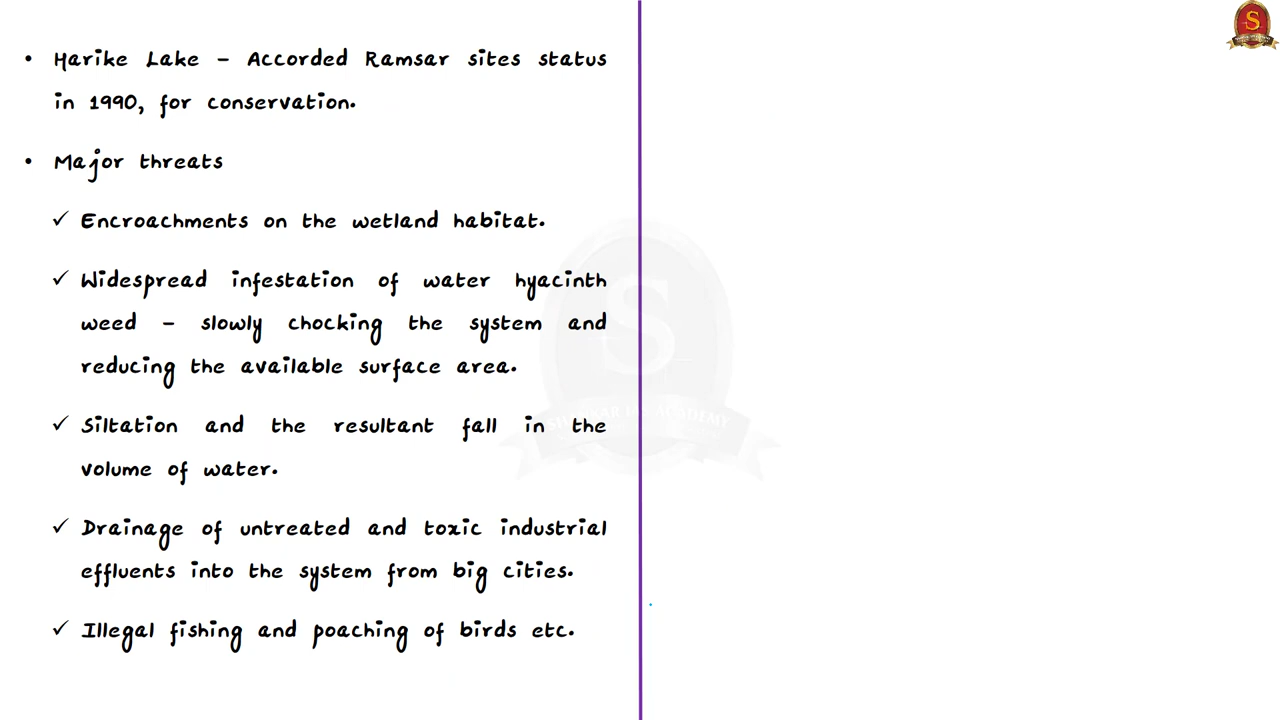 • Harike Lake – Accorded Ramsar sites status
in 1990, for conservation.
• Major threats
✓ Encroachments on the wetland habitat.
✓ Widespread infestation of water hyacinth
weed – slowly chocking the system and
reducing the available surface area.
✓ Siltation and the resultant fall in the
volume of water.
✓ Drainage of untreated and toxic industrial
effluents into the system from big cities.
✓ Illegal fishing and poaching of birds etc.
S
S
SHANKAR IAS ACADEMY